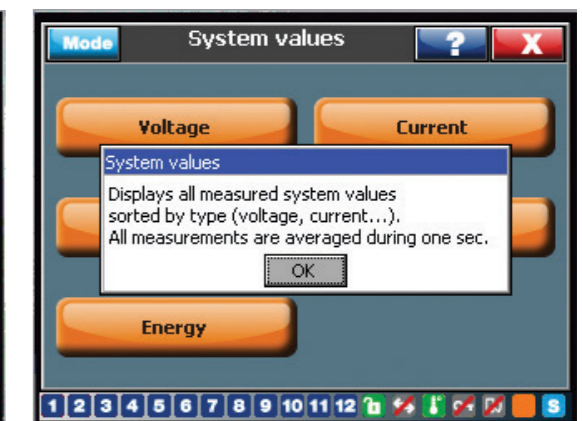 Mode System values ? X
Voltage Current
System values
Displays all measured system values
sorted by type (voltage, current...).
All measurements are averaged during one sec.
OK
Energy
1 2 3 4 5 6 7 8 9 10 11 12 S